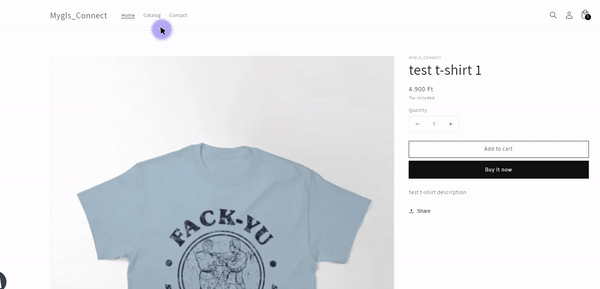 Mygls_Connect
Home
Catalog
Contact
MYGLS_CONNECT
test t-shirt 1
4.900 Ft
Tax included.
Quantity
− 1 +
Add to cart
Buy it now
test t-shirt description
Share
FACK-YU